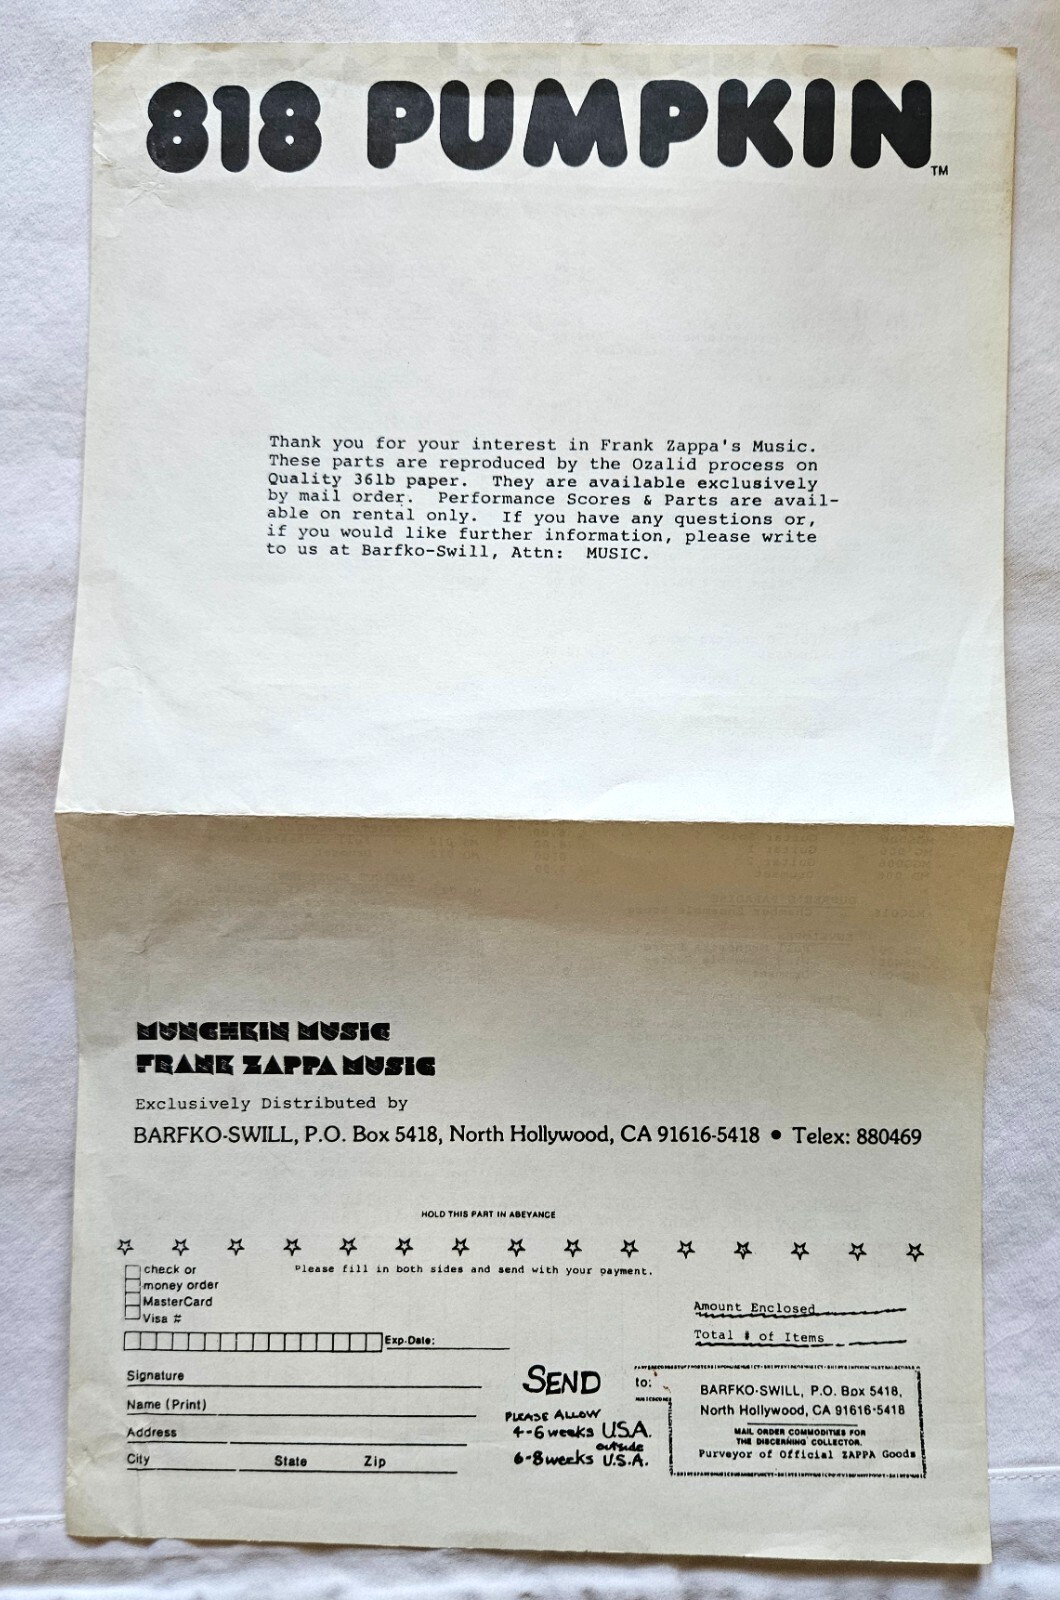 818 PUMPKIN™
Thank you for your interest in Frank Zappa's Music.
These parts are reproduced by the Ozalid process on
Quality 36lb paper. They are available exclusively
by mail order. Performance Scores & Parts are avail-
able on rental only. If you have any questions or,
if you would like further information, please write
to us at Barfko-Swill, Attn: MUSIC.
MUNCHKIN MUSIC
FRANK ZAPPA MUSIC
Exclusively Distributed by
BARFKO-SWILL, P.O. Box 5418, North Hollywood, CA 91616-5418 • Telex: 880469
HOLD THIS PART IN ABEYANCE
Please fill in both sides and send with your payment.
check or
money order
MasterCard
Visa #
Exp-Date:
Amount Enclosed
Total # of Items
Signature
Name (Print)
Address
City State Zip
SEND
PLEASE ALLOW
4-6 weeks U.S.A.
6-8 weeks outside U.S.A.
to:
BARFKO-SWILL, P.O. Box 5418,
North Hollywood, CA 91616-5418
MAIL ORDER COMMODITIES FOR
THE DISCERNING COLLECTOR.
Purveyor of Official ZAPPA Goods